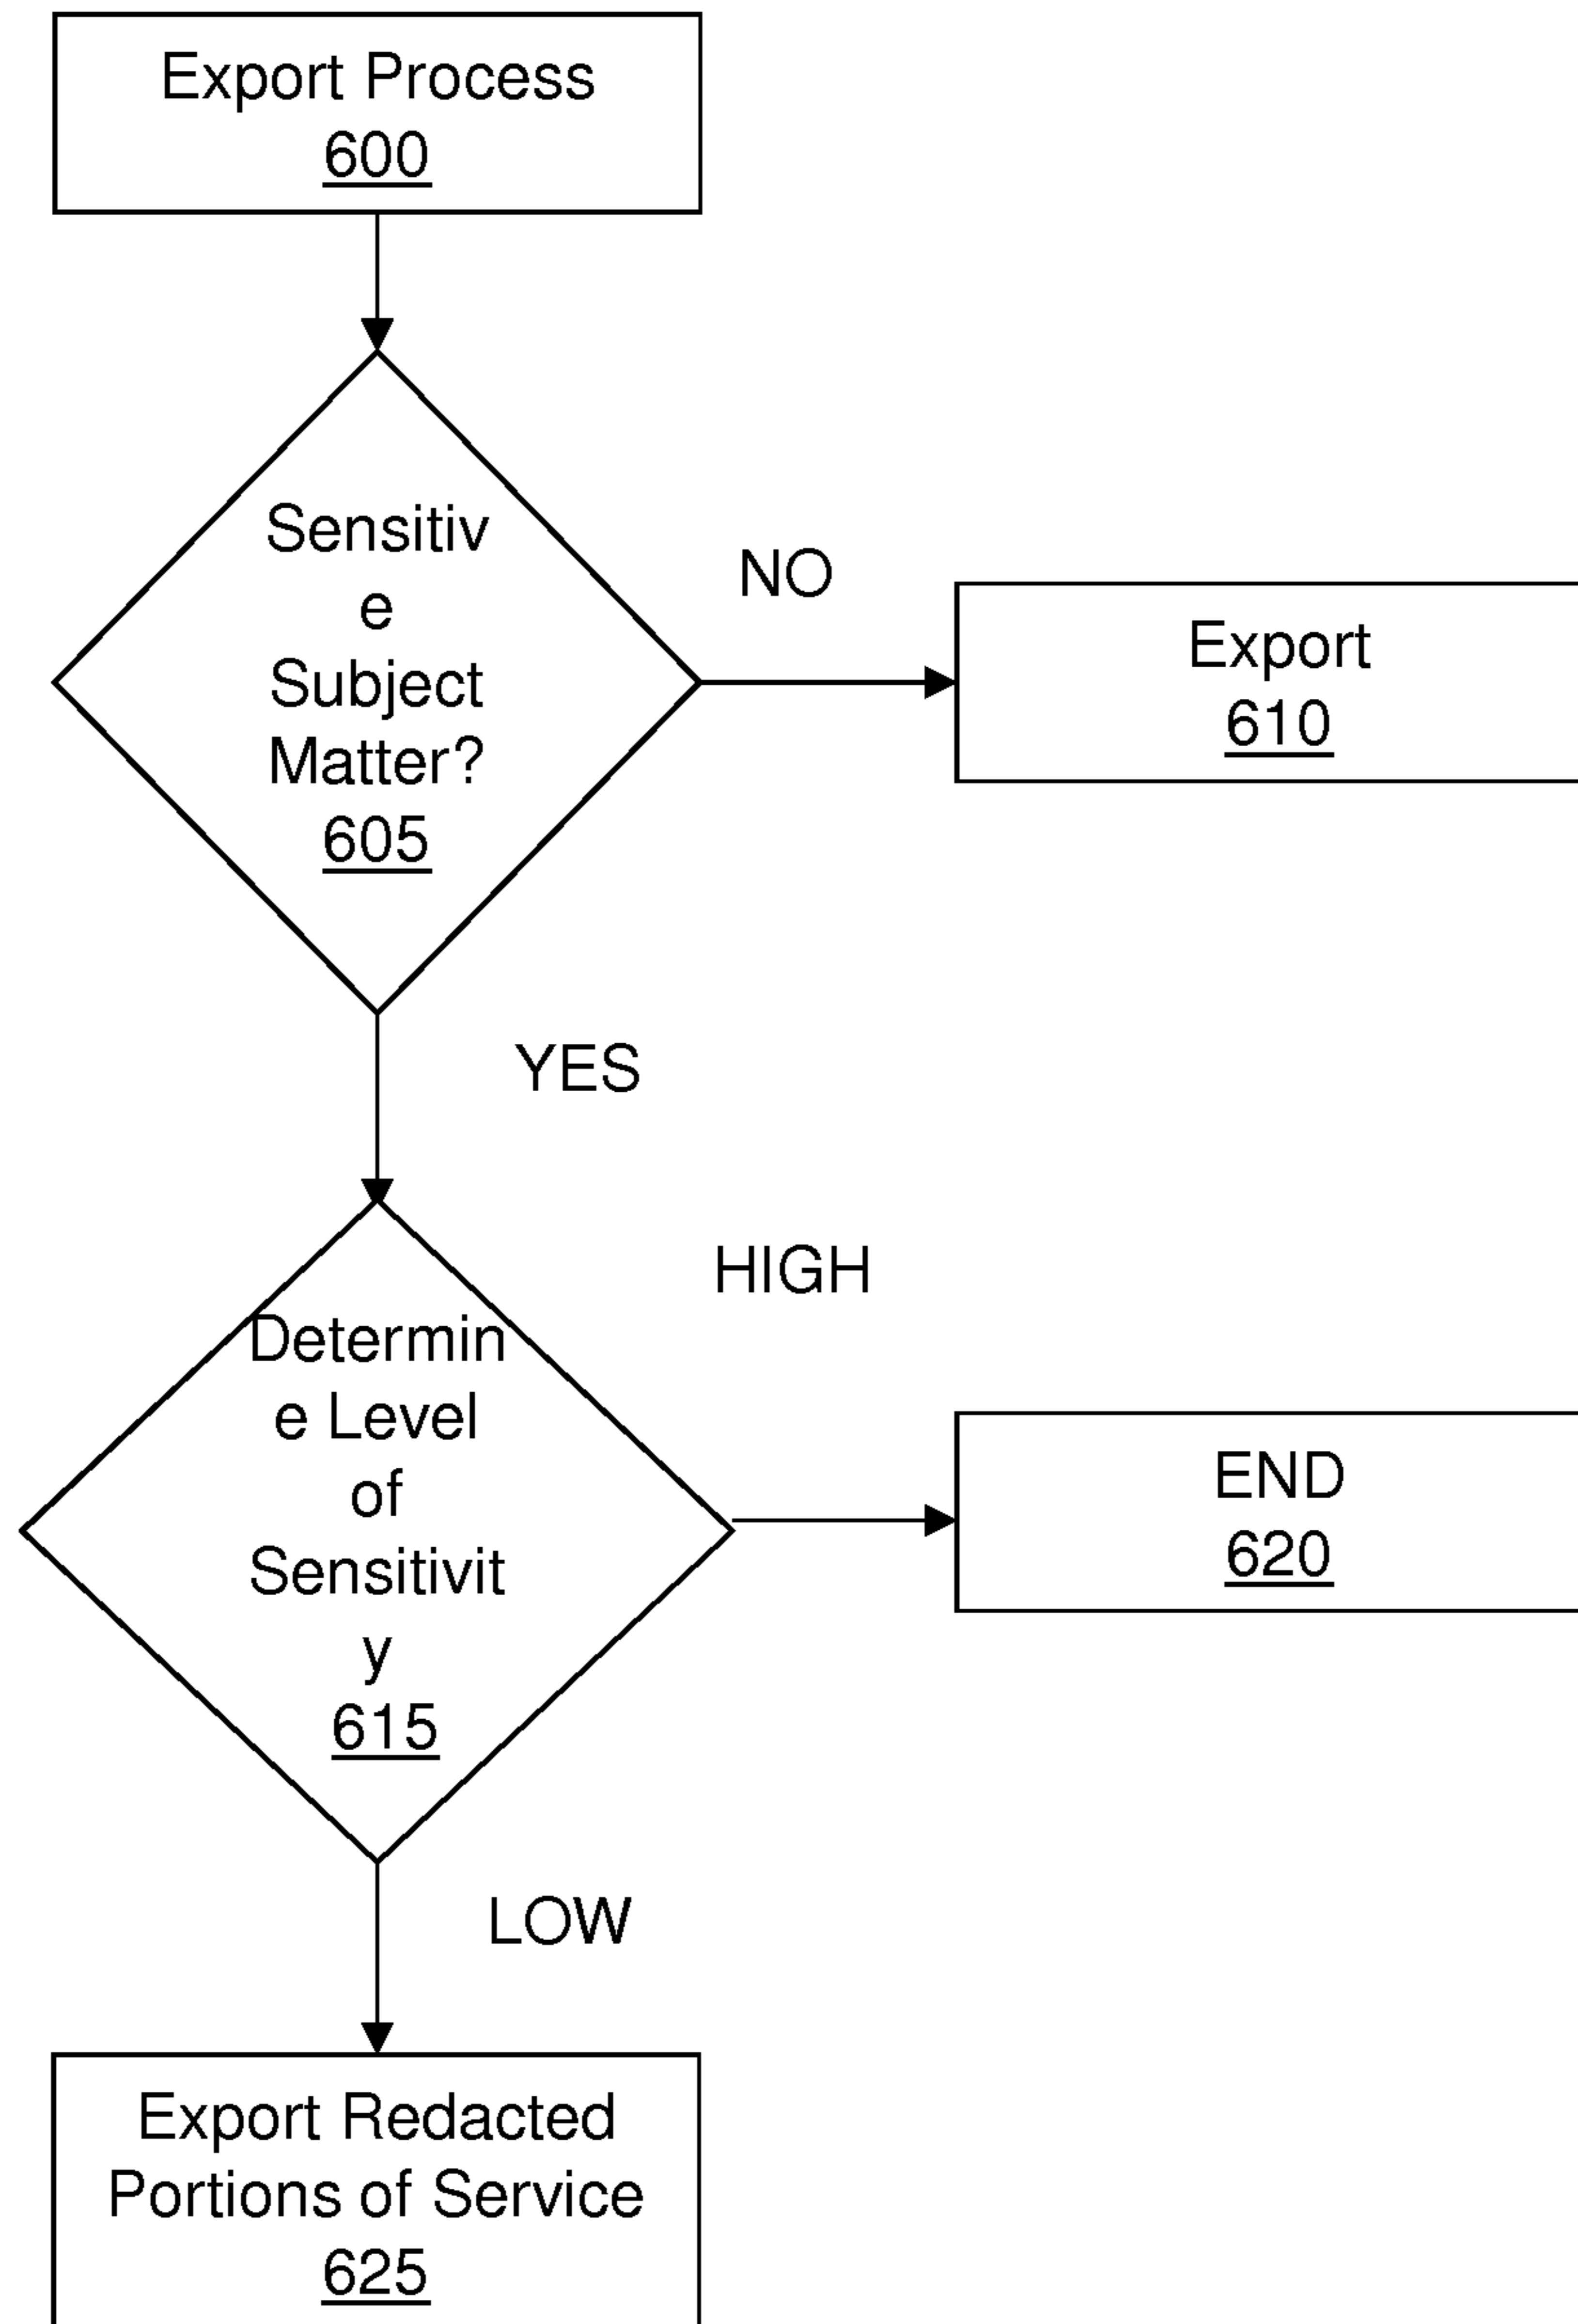 Export Process
600
Sensitiv
e
Subject
Matter?
605
NO
Export
610
YES
HIGH
Determin
e Level
of
Sensitivit
y
615
END
620
LOW
Export Redacted
Portions of Service
625